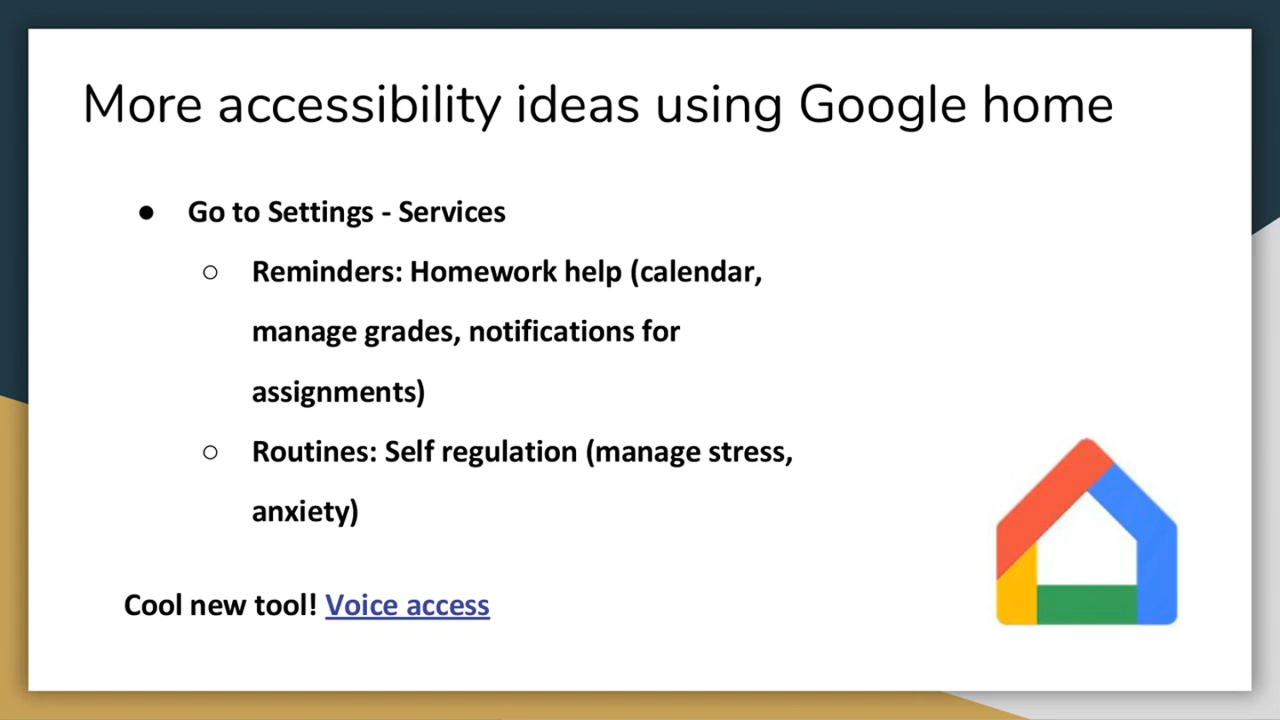 More accessibility ideas using Google home
● Go to Settings - Services
○ Reminders: Homework help (calendar,
manage grades, notifications for
assignments)
○ Routines: Self regulation (manage stress,
anxiety)
Cool new tool! Voice access